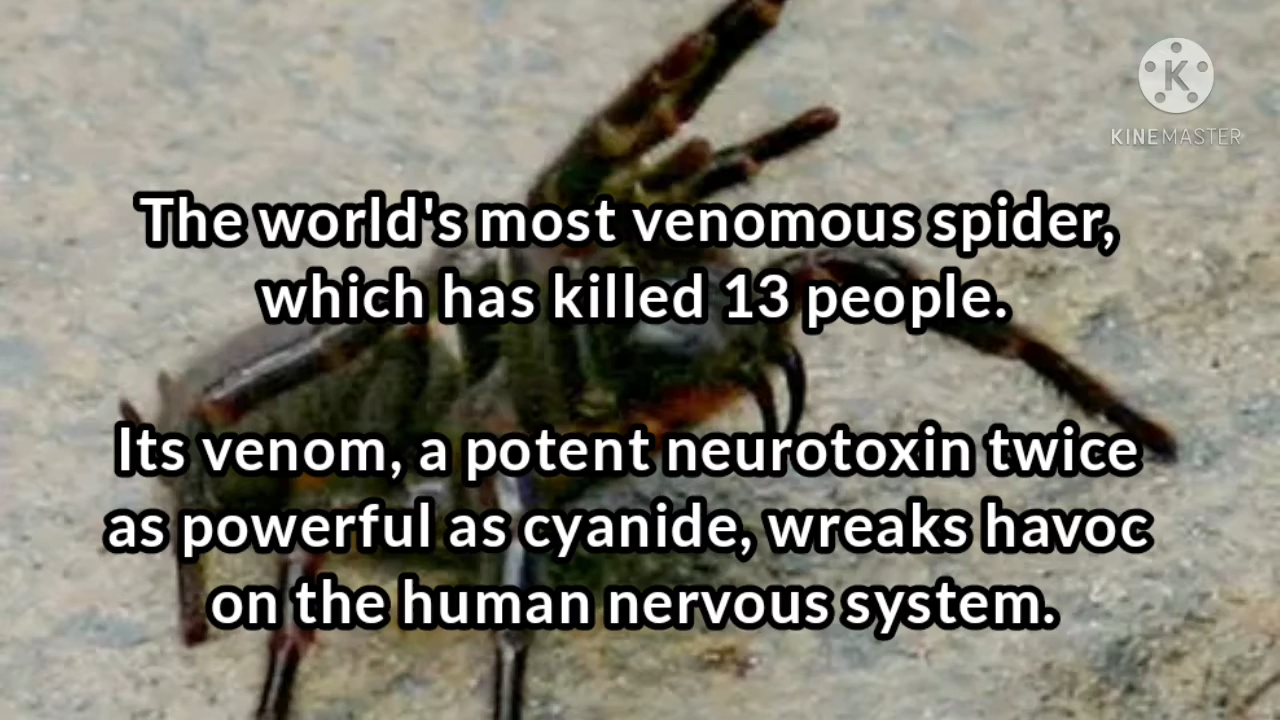 KINEMASTER
The world's most venomous spider,
which has killed 13 people.
Its venom, a potent neurotoxin twice
as powerful as cyanide, wreaks havoc
on the human nervous system.